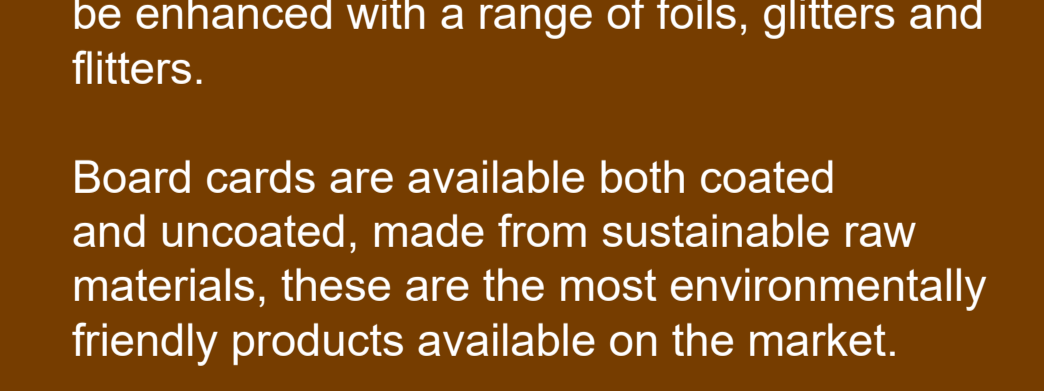 be enhanced with a range of foils, glitters and
flitters.
Board cards are available both coated
and uncoated, made from sustainable raw
materials, these are the most environmentally
friendly products available on the market.